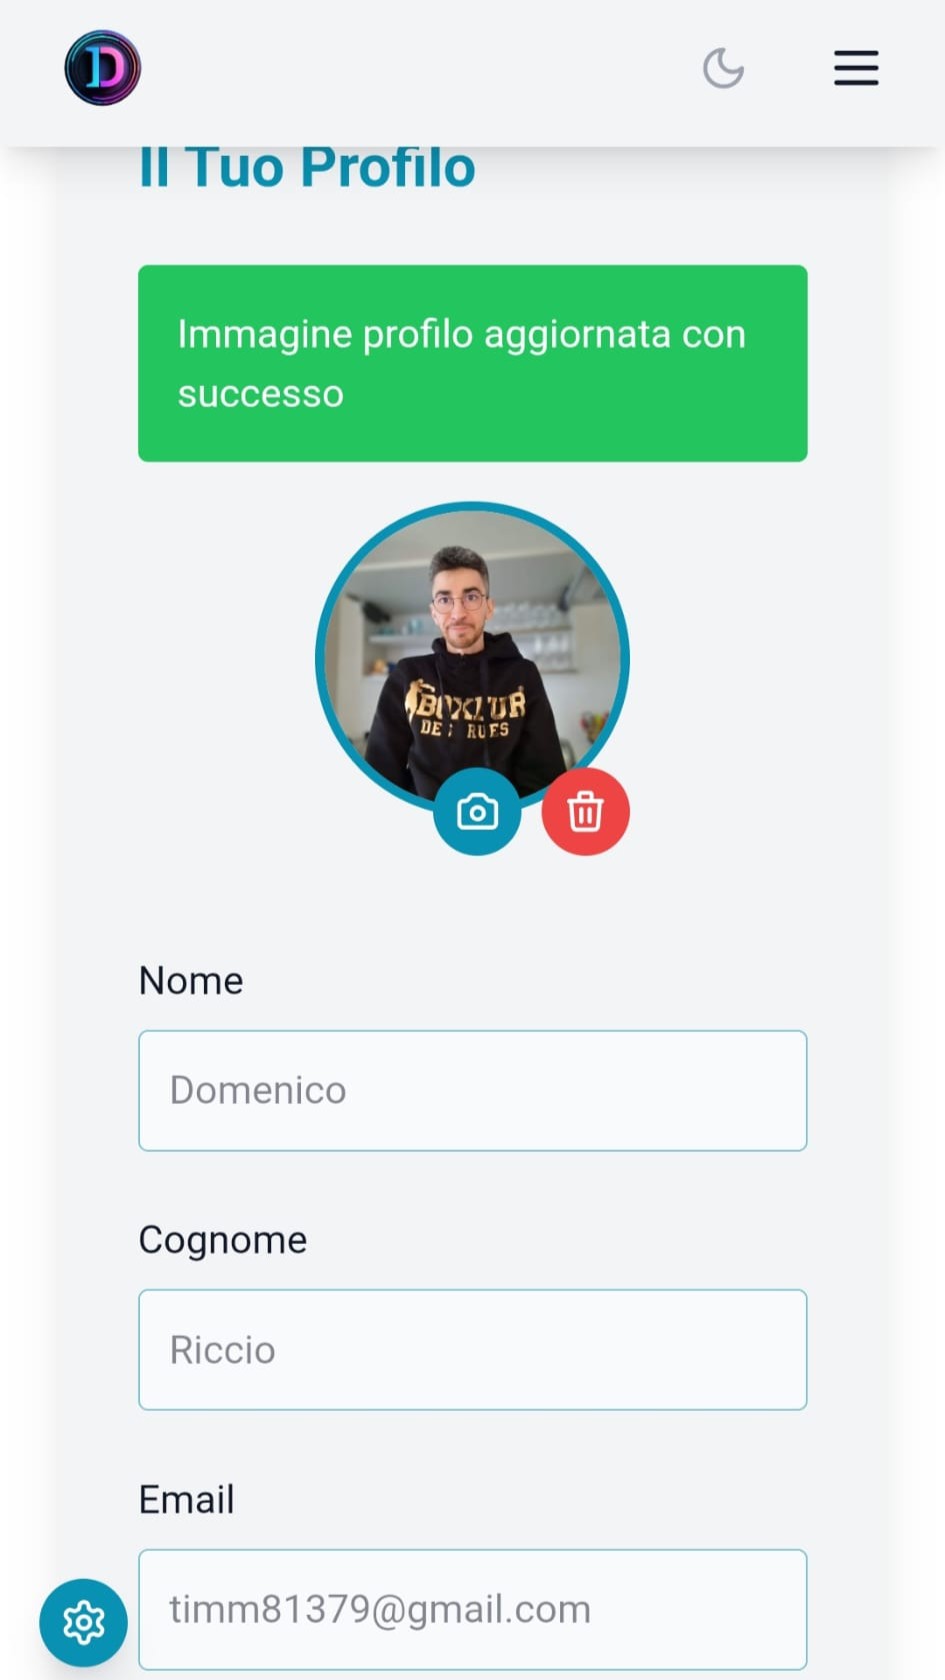 Il Tuo Profilo
Immagine profilo aggiornata con
successo
BOXEUR
DES RUES
Nome
Domenico
Cognome
Riccio
Email
timm81379@gmail.com